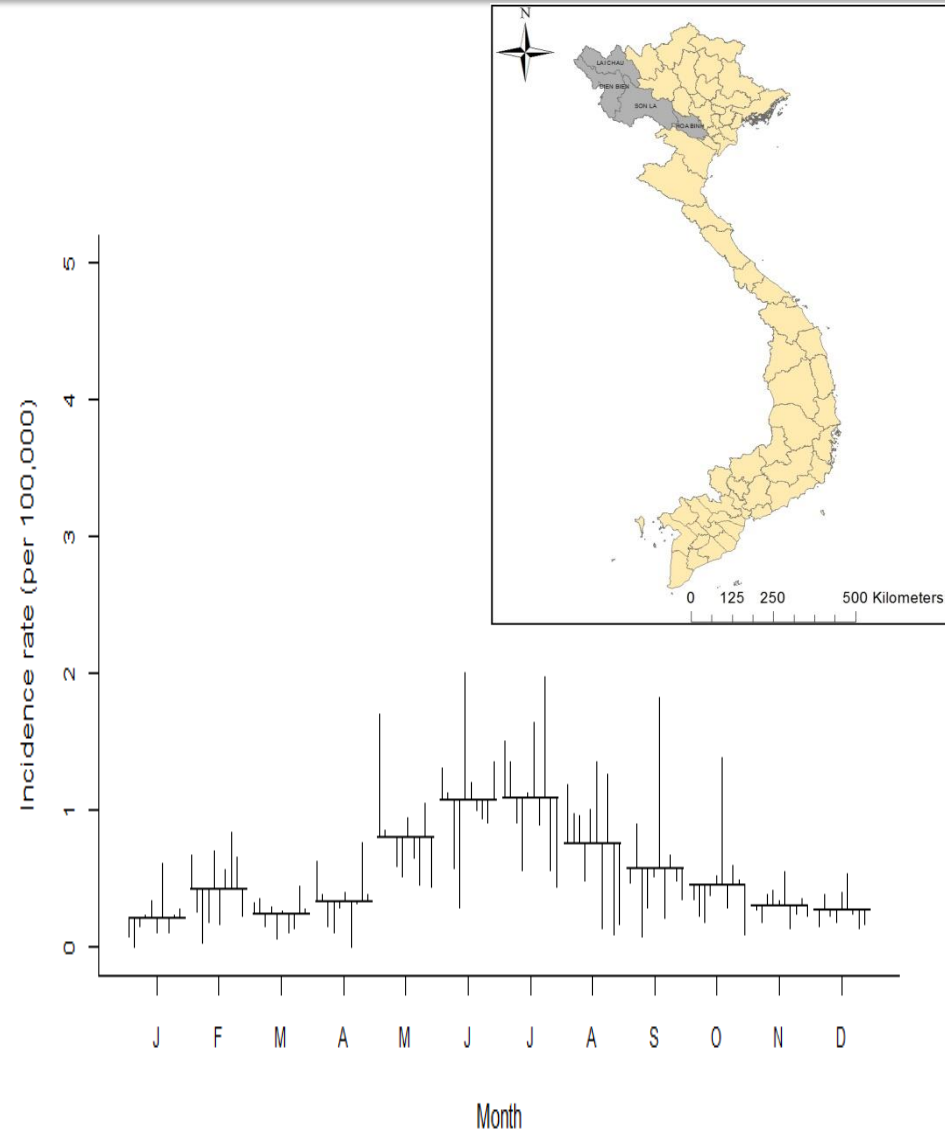 N
LAI CHAU
DIEN BIEN
SON LA
HOA BINH
0 125 250 500 Kilometers
Incidence rate (per 100,000)
5
4
3
2
1
0
J F M A M J J A S O N D
Month